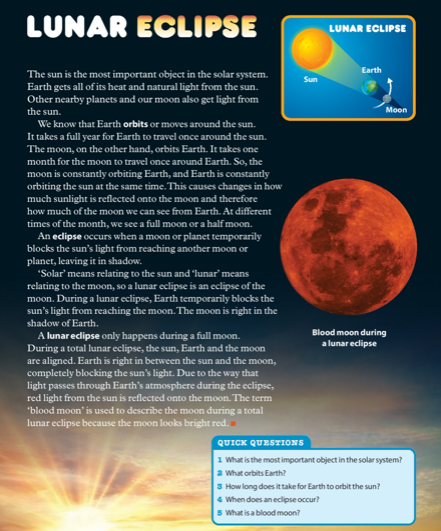 LUNAR ECLIPSE
The sun is the most important object in the solar system.
Earth gets all of its heat and natural light from the sun.
Other nearby planets and our moon also get light from
the sun.
We know that Earth orbits or moves around the sun.
It takes a full year for Earth to travel once around the sun.
The moon, on the other hand, orbits Earth. It takes one
month for the moon to travel once around Earth. So, the
moon is constantly orbiting Earth, and Earth is constantly
orbiting the sun at the same time. This causes changes in how
much sunlight is reflected onto the moon and therefore
how much of the moon we can see from Earth. At different
times of the month, we see a full moon or a half moon.
An eclipse occurs when a moon or planet temporarily
blocks the sun's light from reaching another moon or
planet, leaving it in shadow.
'Solar' means relating to the sun and 'lunar' means
relating to the moon, so a lunar eclipse is an eclipse of the
moon. During a lunar eclipse, Earth temporarily blocks the
sun's light from reaching the moon. The moon is right in the
shadow of Earth.
A lunar eclipse only happens during a full moon.
During a total lunar eclipse, the sun, Earth and the moon
are aligned. Earth is right in between the sun and the moon,
completely blocking the sun's light. Due to the way that
light passes through Earth's atmosphere during the eclipse,
red light from the sun is reflected onto the moon. The term
'blood moon' is used to describe the moon during a total
lunar eclipse because the moon looks bright red.
LUNAR ECLIPSE
Sun
Earth
Moon
Blood moon during
a lunar eclipse
QUICK QUESTIONS
1 What is the most important object in the solar system?
2 What orbits Earth?
3 How long does it take for Earth to orbit the sun?
4 When does an eclipse occur?
5 What is a blood moon?